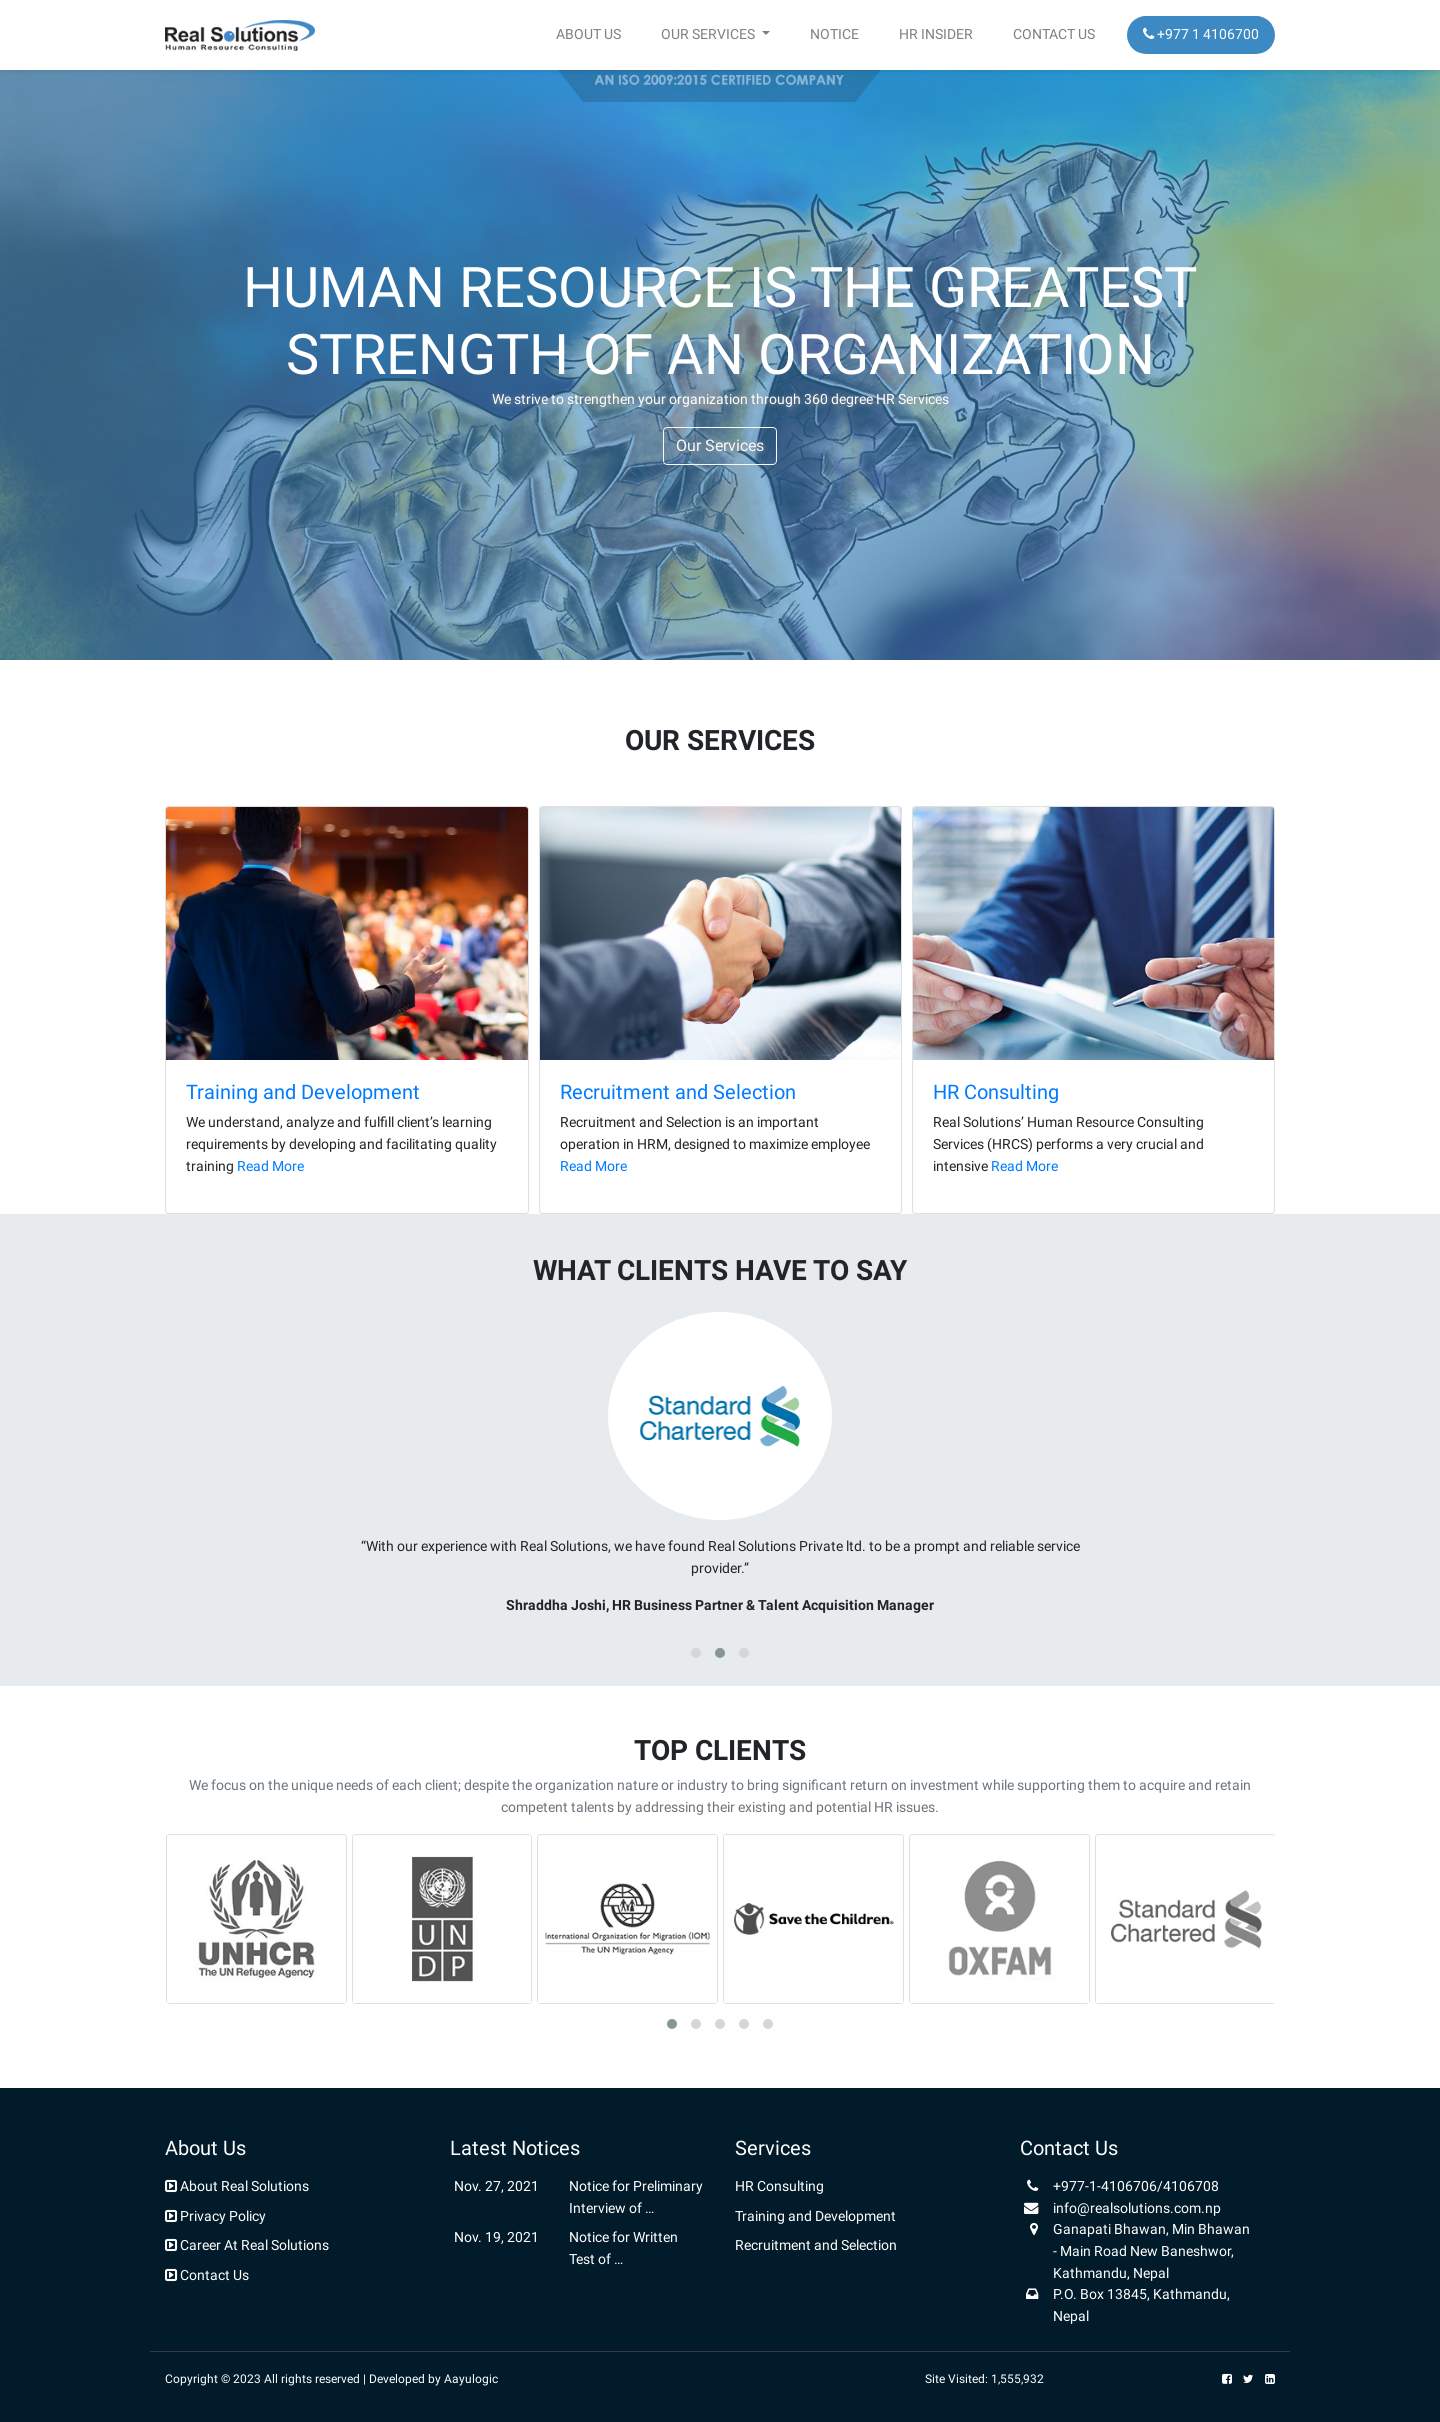 Real Solutions
Human Resource Consulting
ABOUT US
OUR SERVICES
NOTICE
HR INSIDER
CONTACT US
+977 1 4106700
AN ISO 2009:2015 CERTIFIED COMPANY
HUMAN RESOURCE IS THE GREATEST
STRENGTH OF AN ORGANIZATION
We strive to strengthen your organization through 360 degree HR Services
Our Services
OUR SERVICES
Training and Development
We understand, analyze and fulfill client’s learning
requirements by developing and facilitating quality
training Read More
Recruitment and Selection
Recruitment and Selection is an important
operation in HRM, designed to maximize employee
Read More
HR Consulting
Real Solutions’ Human Resource Consulting
Services (HRCS) performs a very crucial and
intensive Read More
WHAT CLIENTS HAVE TO SAY
Standard
Chartered
“With our experience with Real Solutions, we have found Real Solutions Private ltd. to be a prompt and reliable service
provider.”
Shraddha Joshi, HR Business Partner & Talent Acquisition Manager
TOP CLIENTS
We focus on the unique needs of each client; despite the organization nature or industry to bring significant return on investment while supporting them to acquire and retain
competent talents by addressing their existing and potential HR issues.
UNHCR
The UN Refugee Agency
U N
D P
International Organization for Migration (IOM)
The UN Migration Agency
Save the Children®
OXFAM
Standard
Chartered
About Us
About Real Solutions
Privacy Policy
Career At Real Solutions
Contact Us
Latest Notices
Nov. 27, 2021
Notice for Preliminary
Interview of ...
Nov. 19, 2021
Notice for Written
Test of ...
Services
HR Consulting
Training and Development
Recruitment and Selection
Contact Us
+977-1-4106706/4106708
info@realsolutions.com.np
Ganapati Bhawan, Min Bhawan
- Main Road New Baneshwor,
Kathmandu, Nepal
P.O. Box 13845, Kathmandu,
Nepal
Copyright © 2023 All rights reserved | Developed by Aayulogic
Site Visited: 1,555,932